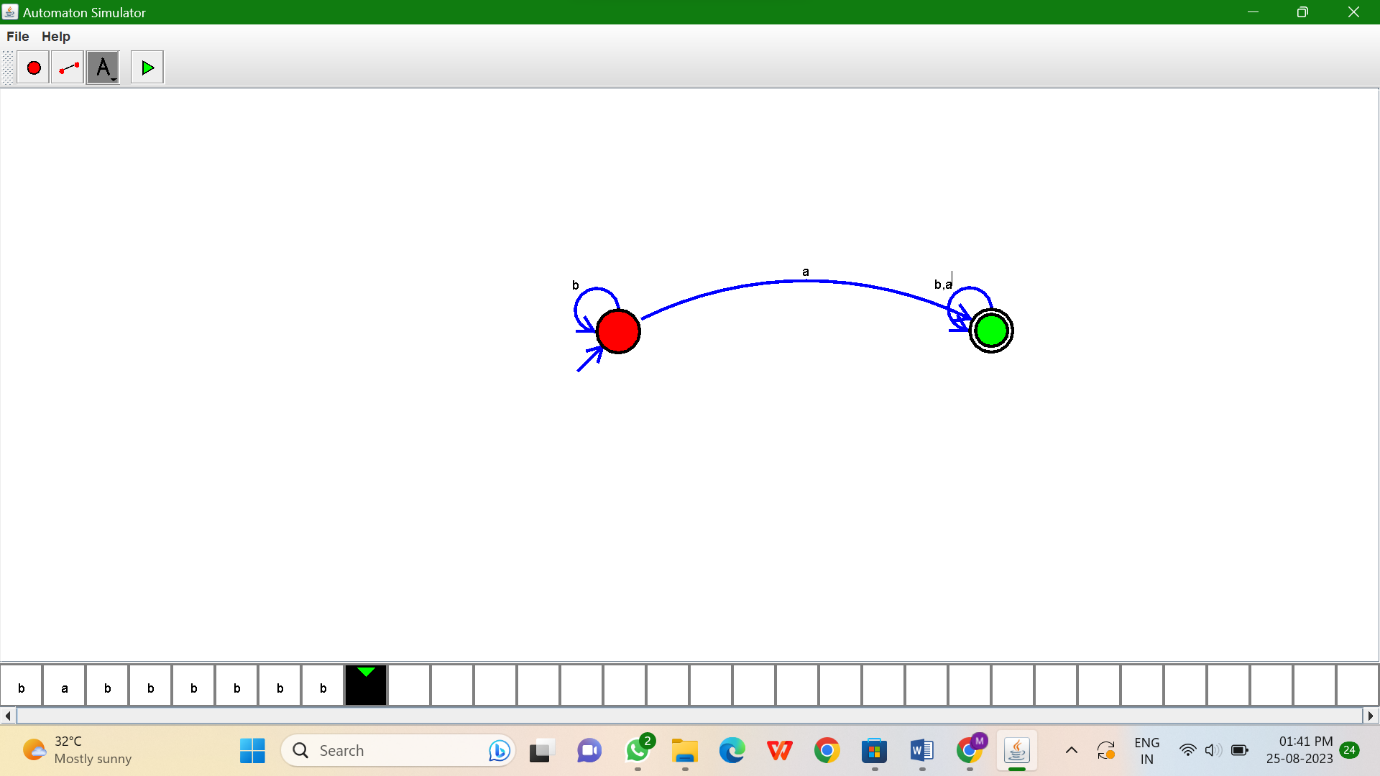 Automaton Simulator
File Help
A
a
b
b,a
b a b b b b b b
32°C
Mostly sunny
Search
2
W
W
M
ENG
IN
01:41 PM
25-08-2023
24